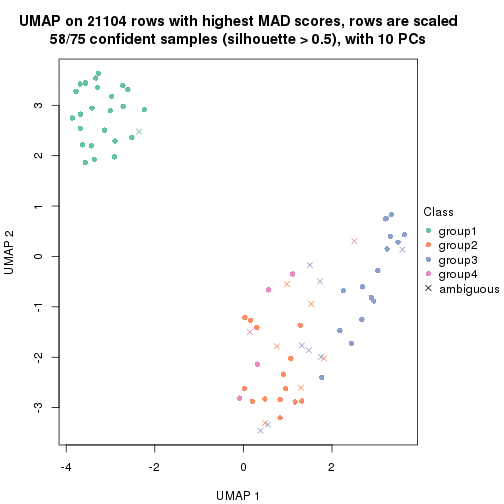 UMAP on 21104 rows with highest MAD scores, rows are scaled
58/75 confident samples (silhouette > 0.5), with 10 PCs
3
2
1
0
-1
-2
-3
UMAP 2
-4
-2
0
2
UMAP 1
Class
group1
group2
group3
group4
ambiguous